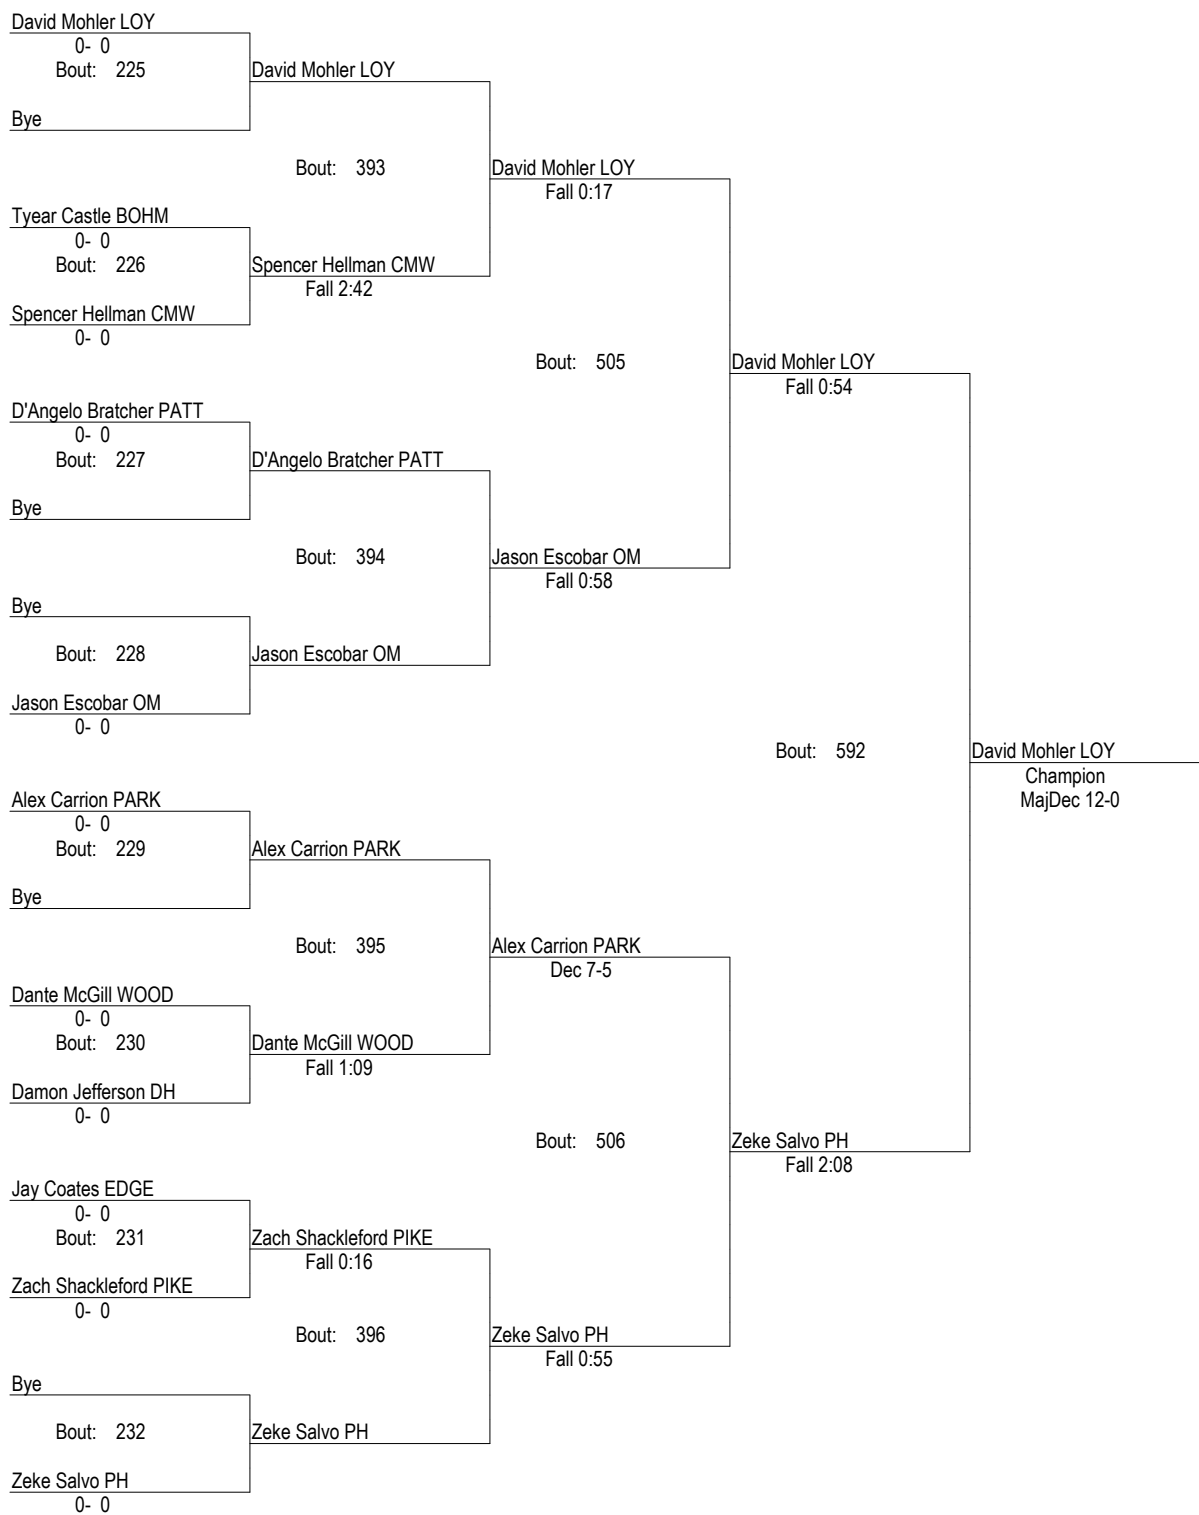 David Mohler LOY
0- 0
Bout: 225
David Mohler LOY
Bye
Bout: 393
David Mohler LOY
Fall 0:17
Tyear Castle BOHM
0- 0
Bout: 226
Spencer Hellman CMW
Fall 2:42
Spencer Hellman CMW
0- 0
Bout: 505
David Mohler LOY
Fall 0:54
D'Angelo Bratcher PATT
0- 0
Bout: 227
D'Angelo Bratcher PATT
Bye
Bout: 394
Jason Escobar OM
Fall 0:58
Bye
Bout: 228
Jason Escobar OM
Jason Escobar OM
0- 0
Bout: 592
David Mohler LOY
Champion
MajDec 12-0
Alex Carrion PARK
0- 0
Bout: 229
Alex Carrion PARK
Bye
Bout: 395
Alex Carrion PARK
Dec 7-5
Dante McGill WOOD
0- 0
Bout: 230
Dante McGill WOOD
Fall 1:09
Damon Jefferson DH
0- 0
Bout: 506
Zeke Salvo PH
Fall 2:08
Jay Coates EDGE
0- 0
Bout: 231
Zach Shackleford PIKE
Fall 0:16
Zach Shackleford PIKE
0- 0
Bout: 396
Zeke Salvo PH
Fall 0:55
Bye
Bout: 232
Zeke Salvo PH
Zeke Salvo PH
0- 0